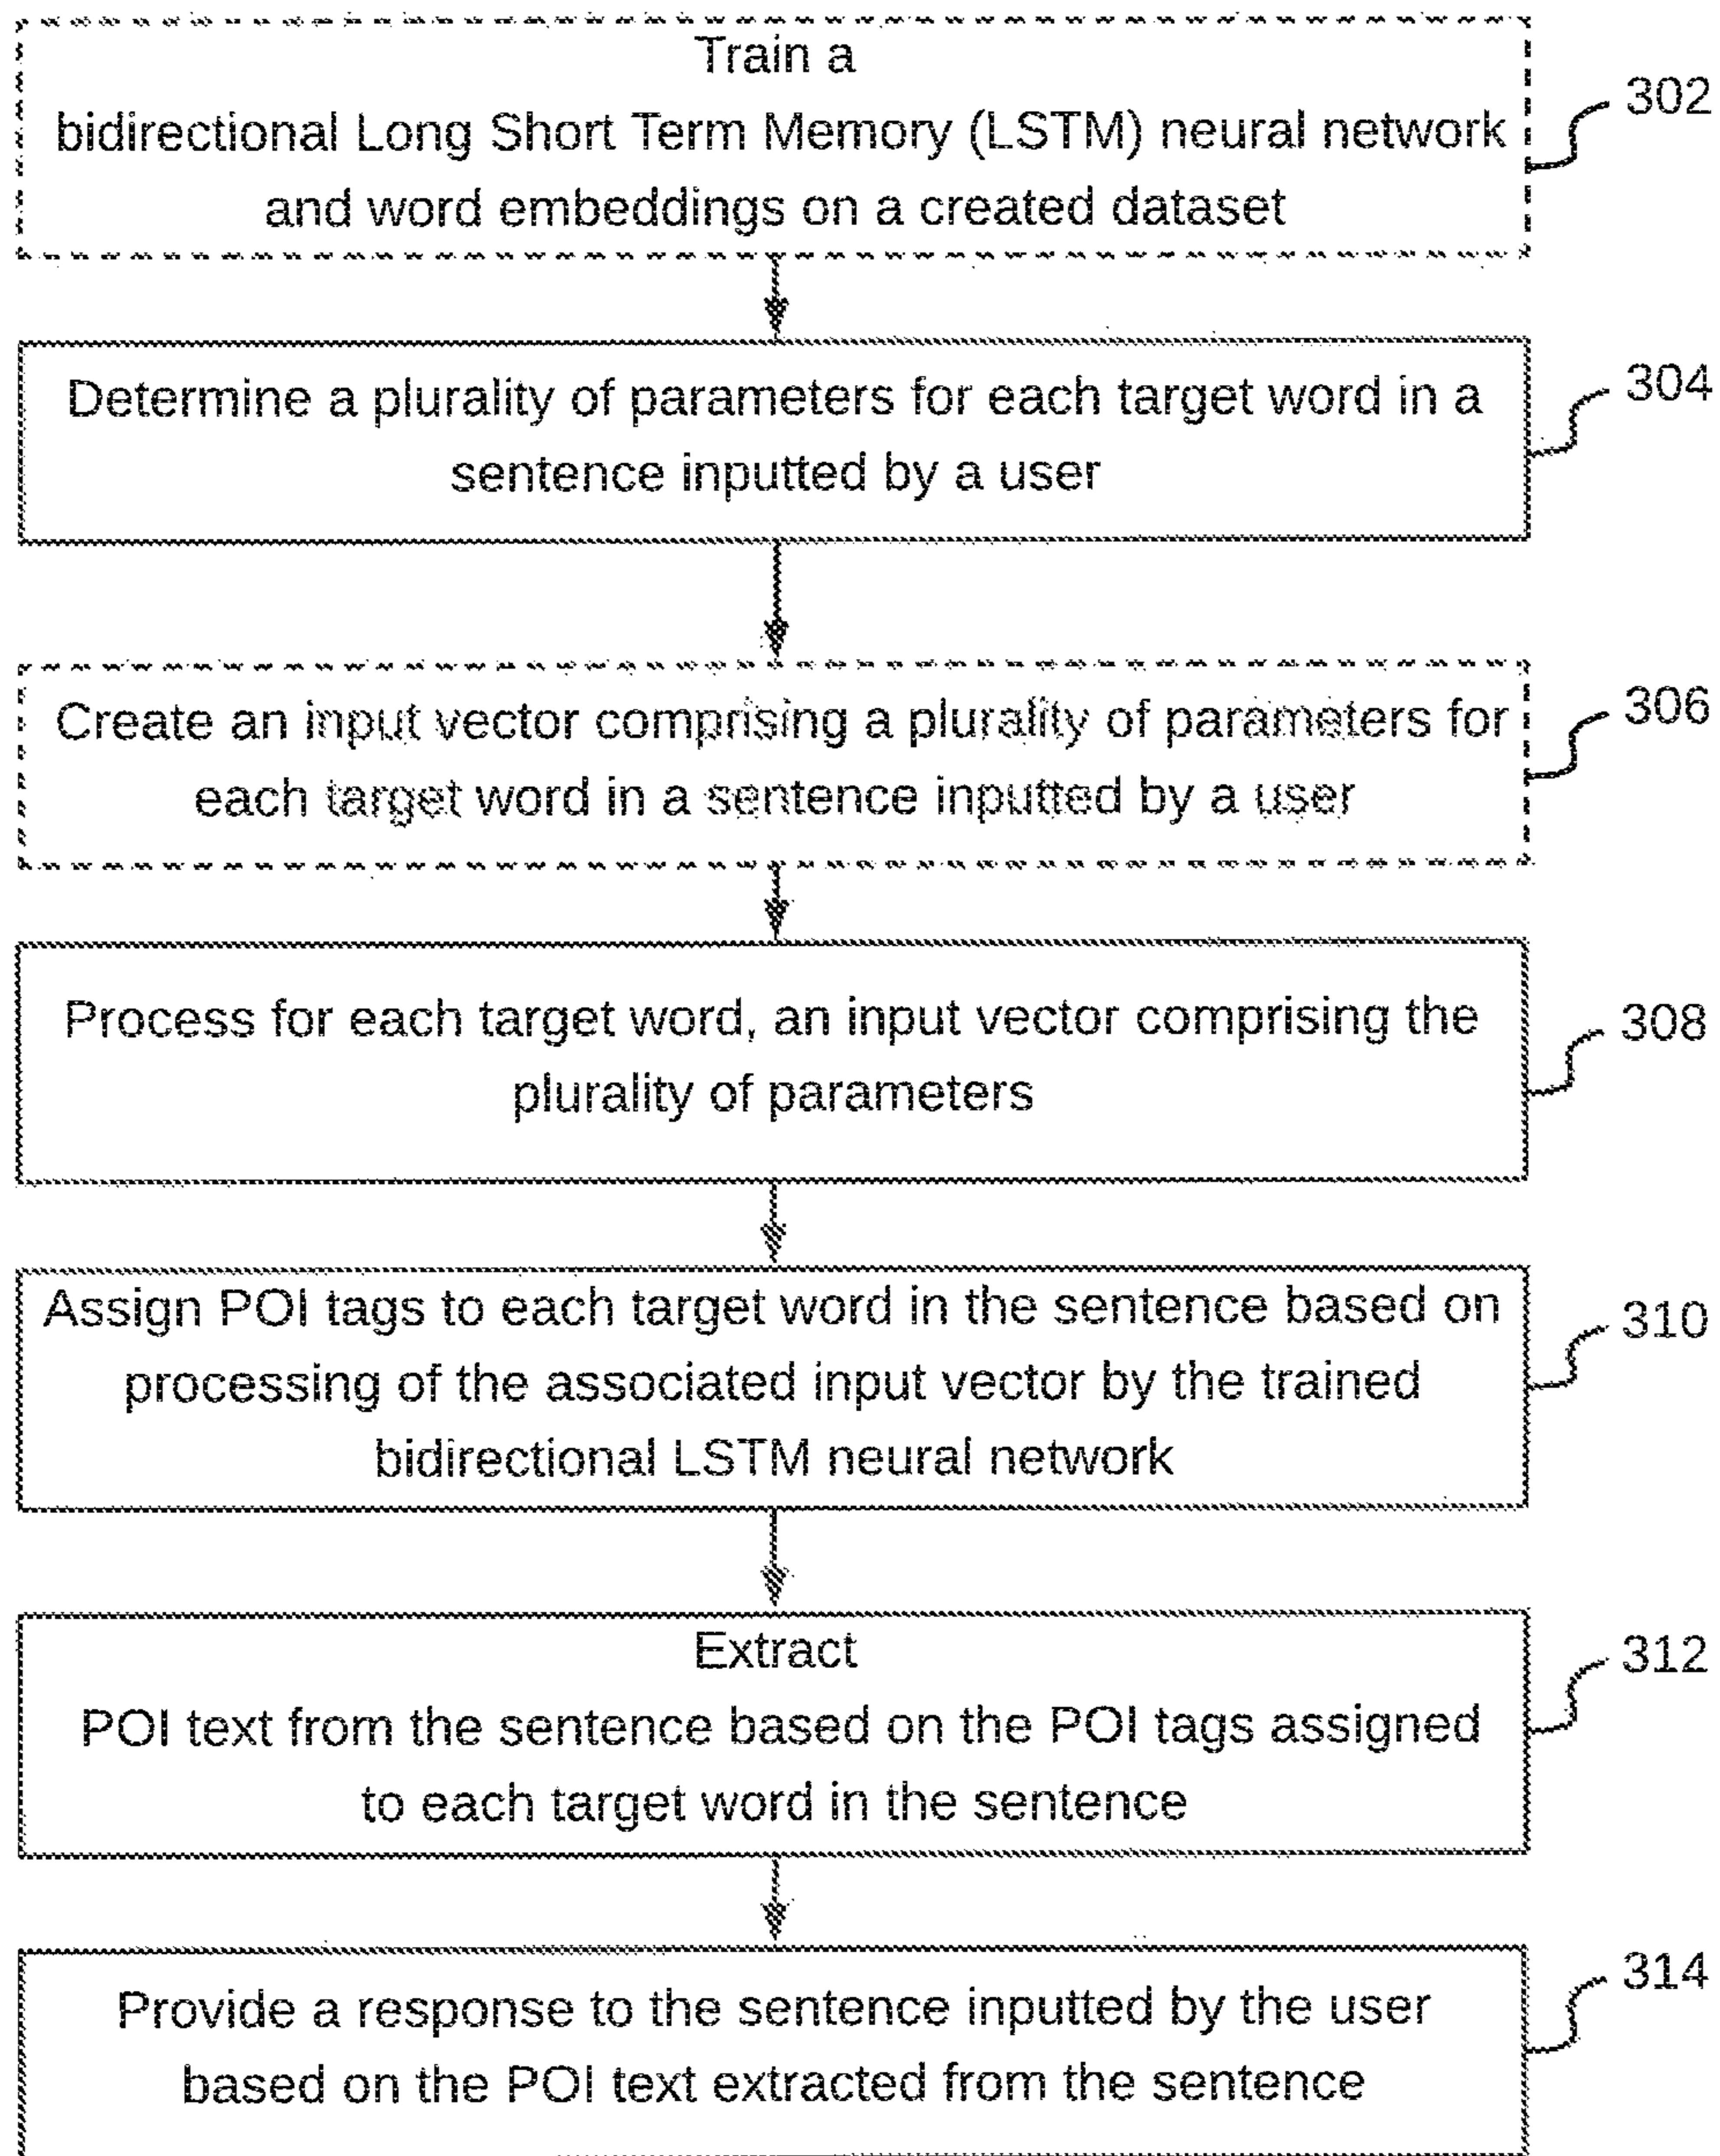 Train a
bidirectional Long Short Term Memory (LSTM) neural network
and word embeddings on a created dataset
302
Determine a plurality of parameters for each target word in a
sentence inputted by a user
304
Create an input vector comprising a plurality of parameters for
each target word in a sentence inputted by a user
306
Process for each target word, an input vector comprising the
plurality of parameters
308
Assign POI tags to each target word in the sentence based on
processing of the associated input vector by the trained
bidirectional LSTM neural network
310
Extract
POI text from the sentence based on the POI tags assigned
to each target word in the sentence
312
Provide a response to the sentence inputted by the user
based on the POI text extracted from the sentence
314